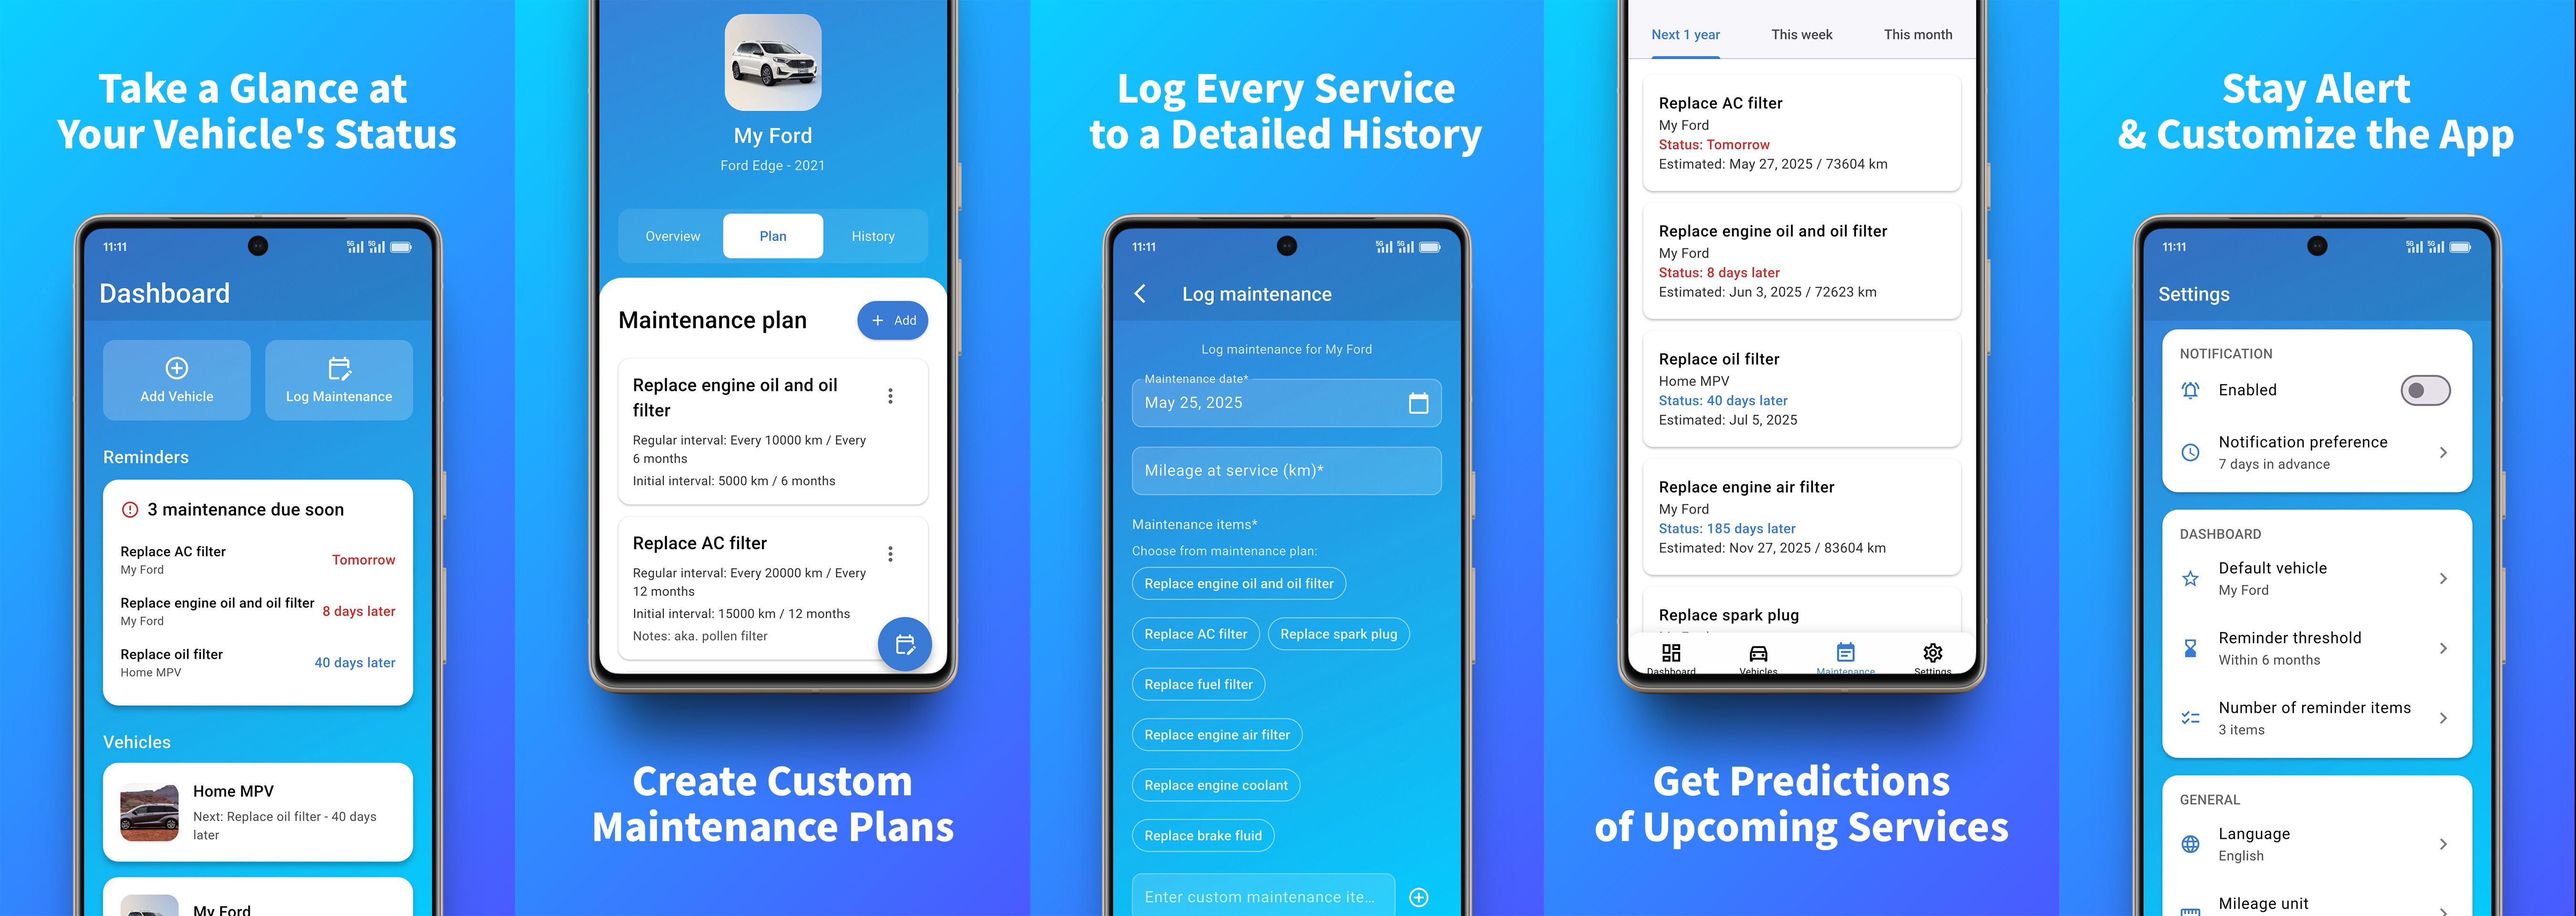 Take a Glance at
Your Vehicle's Status
11:11
5G 5G
Dashboard
Add Vehicle
Log Maintenance
Reminders
3 maintenance due soon
Replace AC filter
My Ford
Tomorrow
Replace engine oil and oil filter
My Ford
8 days later
Replace oil filter
Home MPV
40 days later
Vehicles
Home MPV
Next: Replace oil filter - 40 days
later
My Ford
My Ford
Ford Edge - 2021
Overview
Plan
History
Maintenance plan
+ Add
Replace engine oil and oil
filter
Regular interval: Every 10000 km / Every
6 months
Initial interval: 5000 km / 6 months
Replace AC filter
Regular interval: Every 20000 km / Every
12 months
Initial interval: 15000 km / 12 months
Notes: aka. pollen filter
Create Custom
Maintenance Plans
Log Every Service
to a Detailed History
11:11
5G 5G
Log maintenance
Log maintenance for My Ford
Maintenance date*
May 25, 2025
Mileage at service (km)*
Maintenance items*
Choose from maintenance plan:
Replace engine oil and oil filter
Replace AC filter
Replace spark plug
Replace fuel filter
Replace engine air filter
Replace engine coolant
Replace brake fluid
Enter custom maintenance ite...
Next 1 year
This week
This month
Replace AC filter
My Ford
Status: Tomorrow
Estimated: May 27, 2025 / 73604 km
Replace engine oil and oil filter
My Ford
Status: 8 days later
Estimated: Jun 3, 2025 / 72623 km
Replace oil filter
Home MPV
Status: 40 days later
Estimated: Jul 5, 2025
Replace engine air filter
My Ford
Status: 185 days later
Estimated: Nov 27, 2025 / 83604 km
Replace spark plug
Dashboard
Vehicles
Maintenance
Settings
Get Predictions
of Upcoming Services
Stay Alert
& Customize the App
11:11
5G 5G
Settings
NOTIFICATION
Enabled
Notification preference
7 days in advance
DASHBOARD
Default vehicle
My Ford
Reminder threshold
Within 6 months
Number of reminder items
3 items
GENERAL
Language
English
Mileage unit